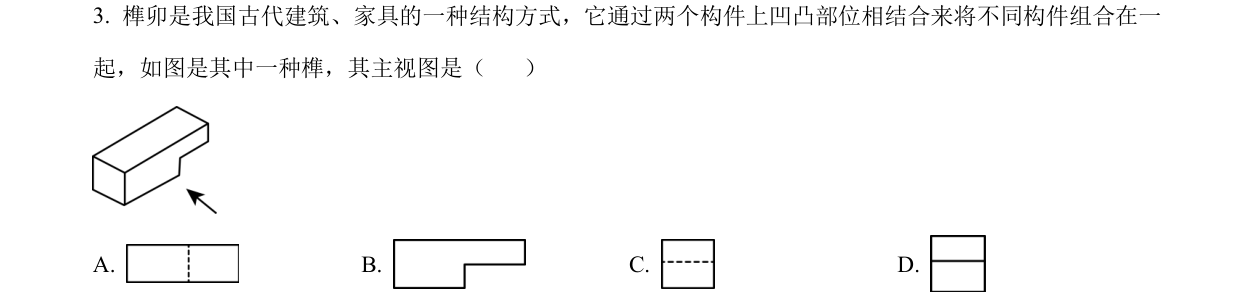 3. 榫卯是我国古代建筑、家具的一种结构方式，它通过两个构件上凹凸部位相结合来将不同构件组合在一
起，如图是其中一种榫，其主视图是（　　）
A. B. C. D.